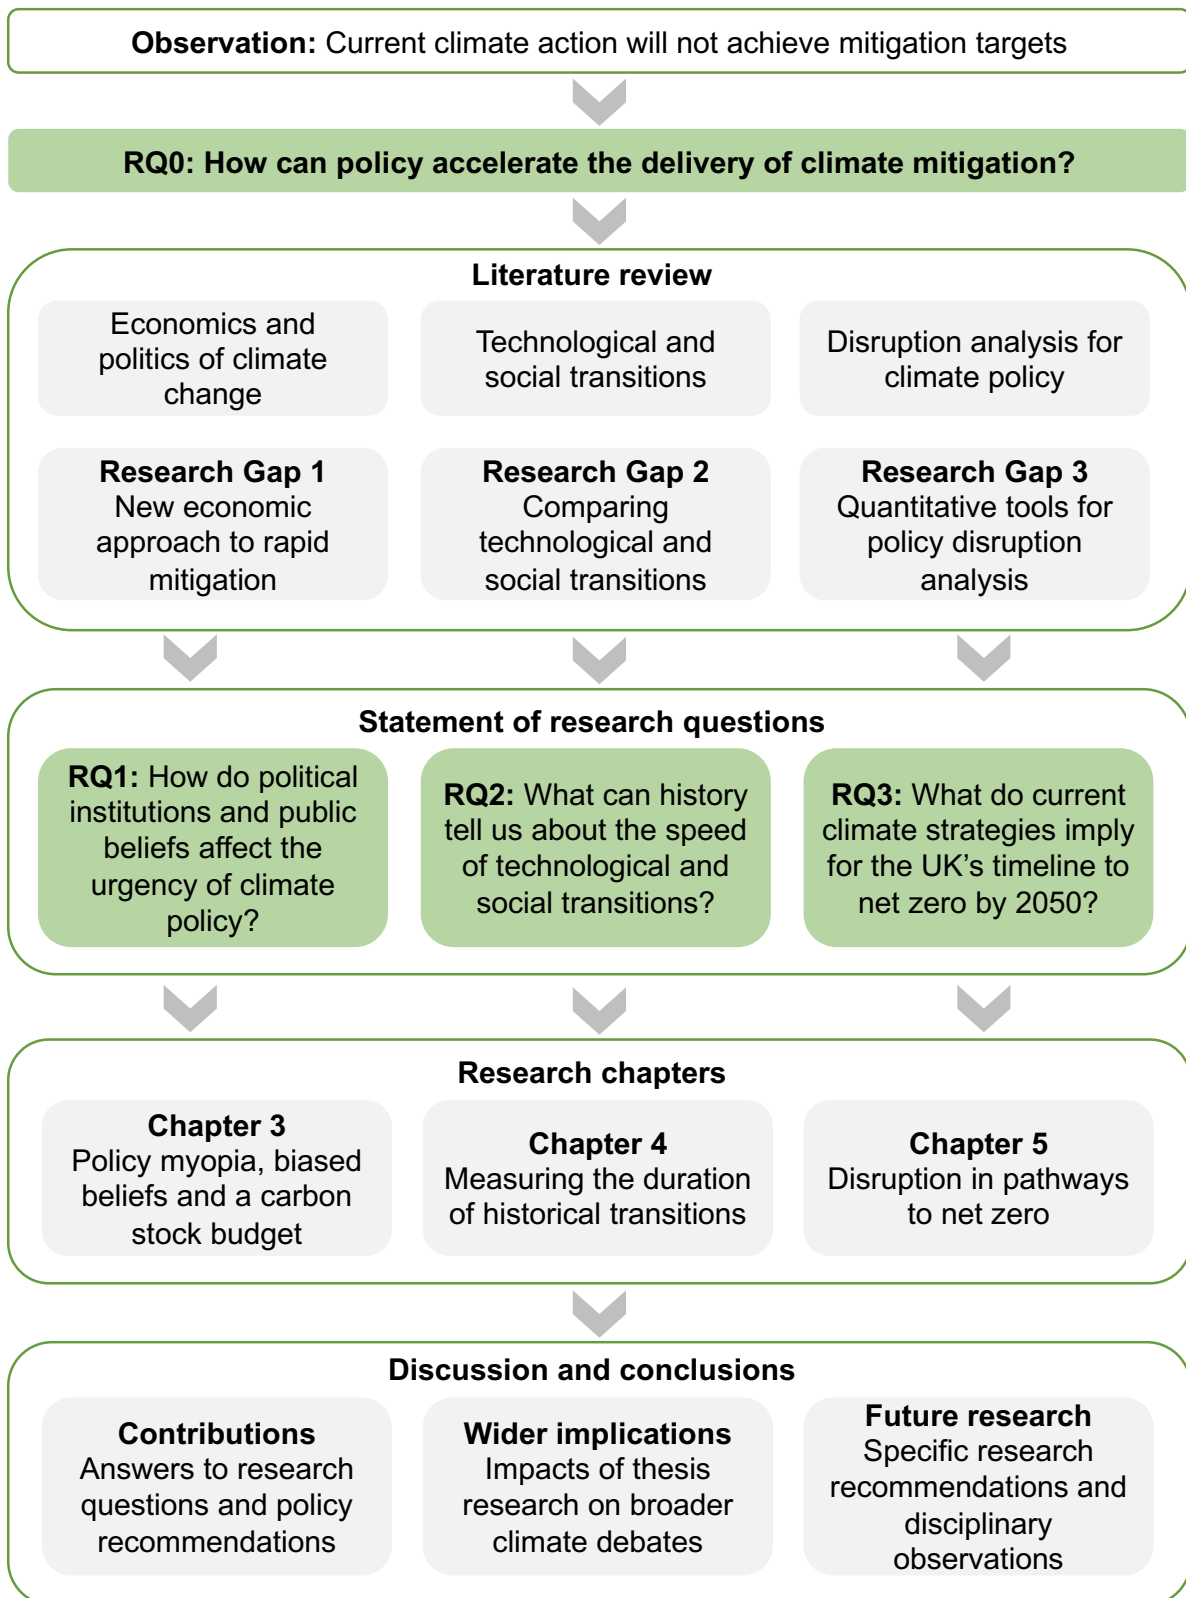 Observation: Current climate action will not achieve mitigation targets
RQ0: How can policy accelerate the delivery of climate mitigation?
Literature review
Economics and
politics of climate
change
Technological and
social transitions
Disruption analysis for
climate policy
Research Gap 1
New economic
approach to rapid
mitigation
Research Gap 2
Comparing
technological and
social transitions
Research Gap 3
Quantitative tools for
policy disruption
analysis
Statement of research questions
RQ1: How do political
institutions and public
beliefs affect the
urgency of climate
policy?
RQ2: What can history
tell us about the speed
of technological and
social transitions?
RQ3: What do current
climate strategies imply
for the UK’s timeline to
net zero by 2050?
Research chapters
Chapter 3
Policy myopia, biased
beliefs and a carbon
stock budget
Chapter 4
Measuring the duration
of historical transitions
Chapter 5
Disruption in pathways
to net zero
Discussion and conclusions
Contributions
Answers to research
questions and policy
recommendations
Wider implications
Impacts of thesis
research on broader
climate debates
Future research
Specific research
recommendations and
disciplinary
observations